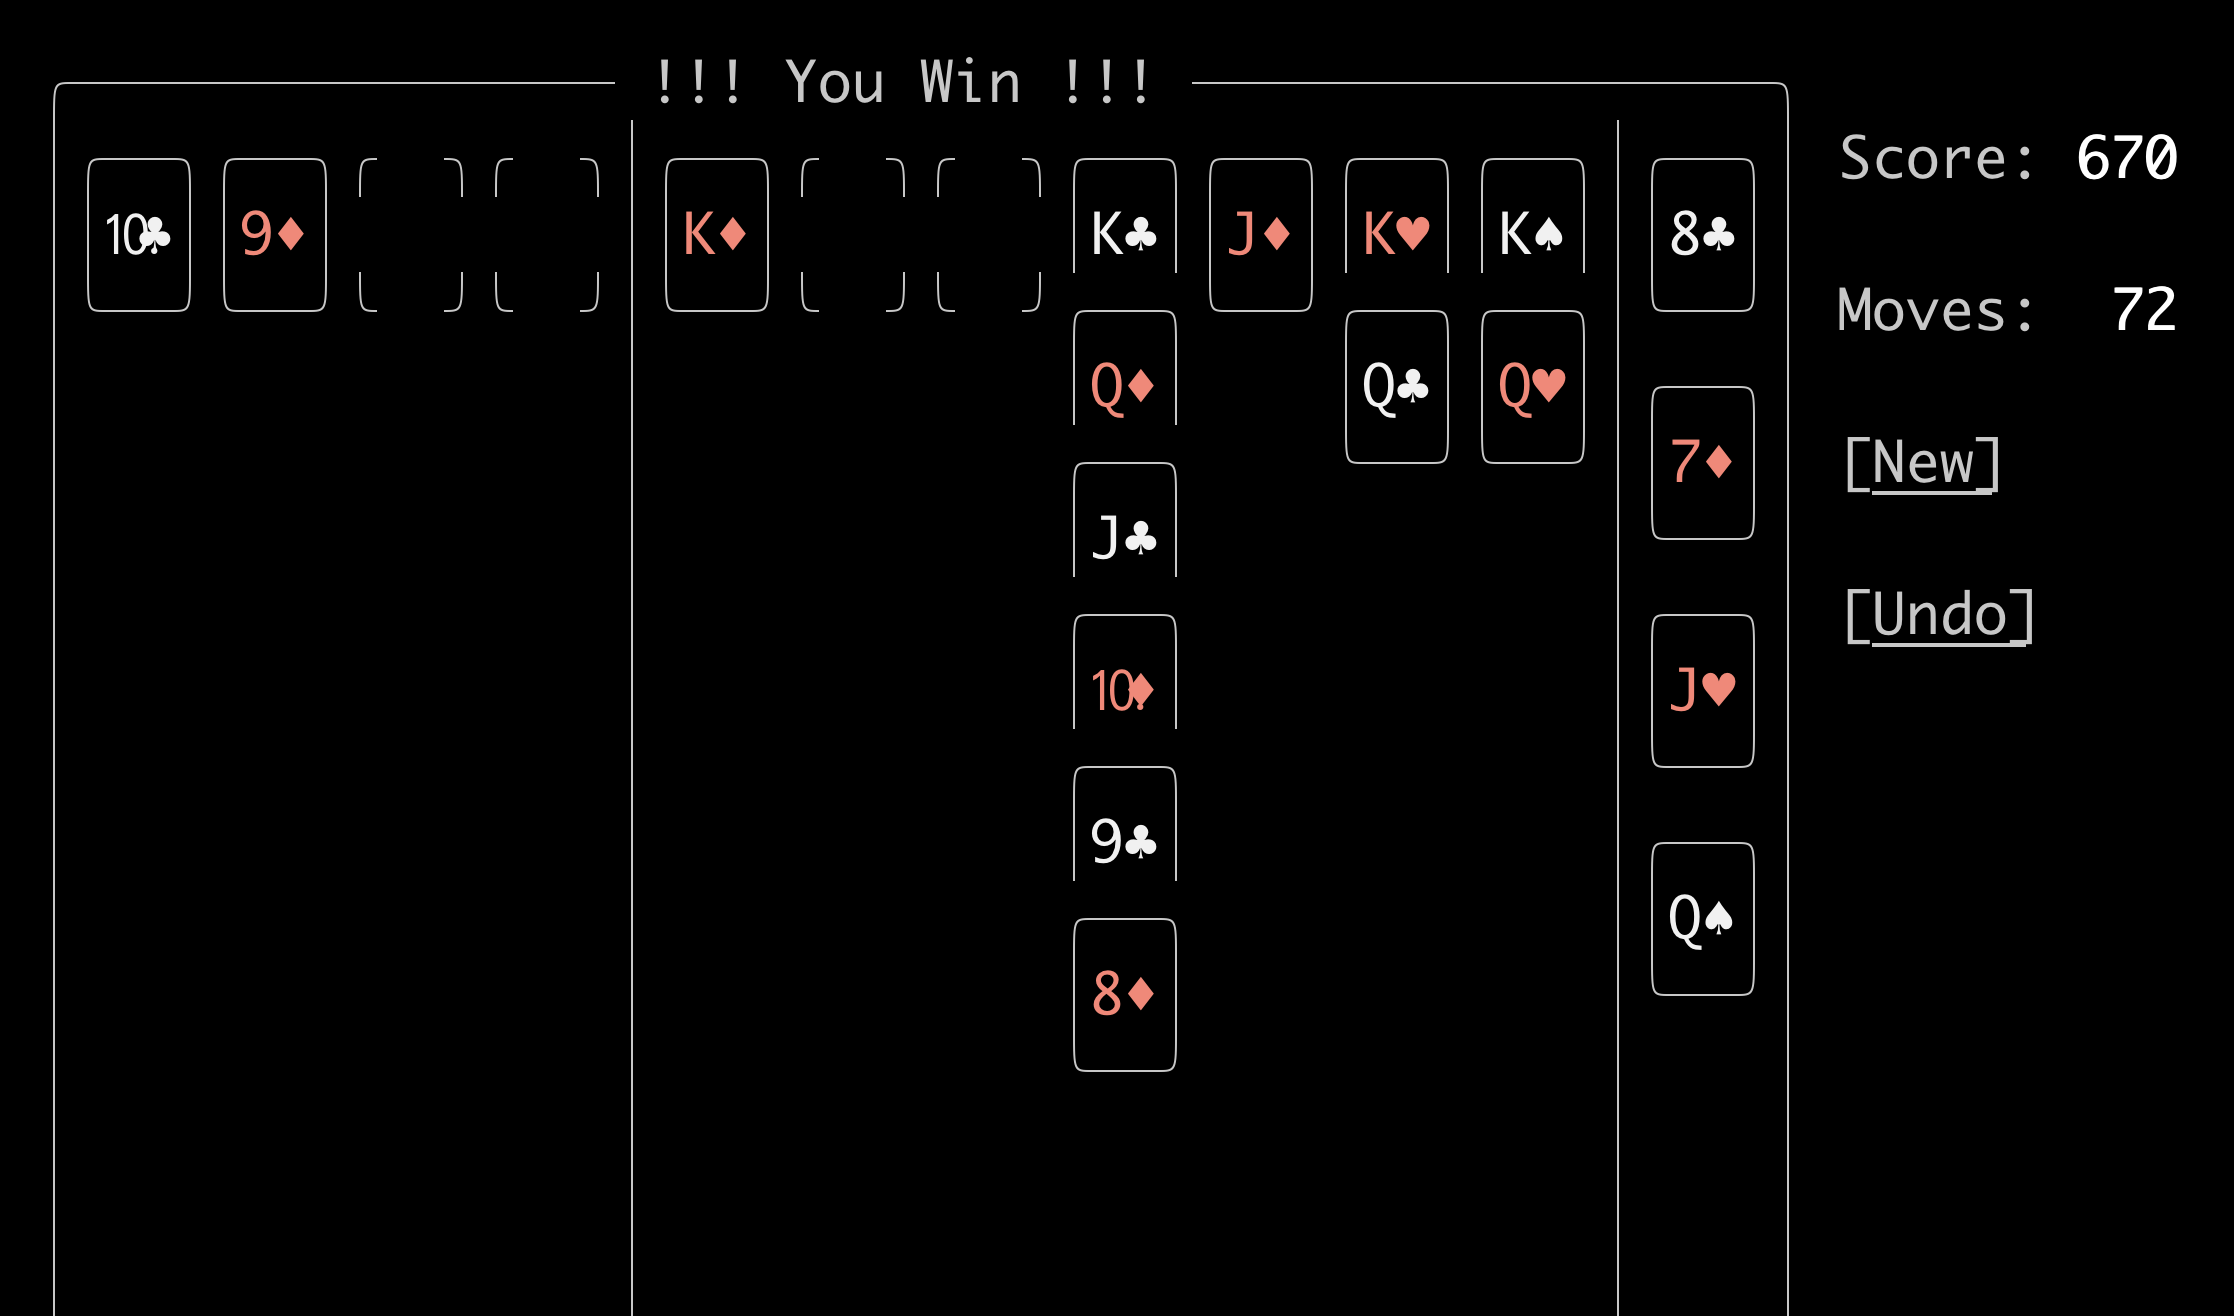 !!! You Win !!!
10♣ 9♦ K♦ K♣ J♦ K♥ K♠ 8♣ Score: 670
Moves: 72
Q♦ Q♣ Q♥
7♦ [New]
J♣
[Undo]
10♦ J♥
9♣
Q♠
8♦